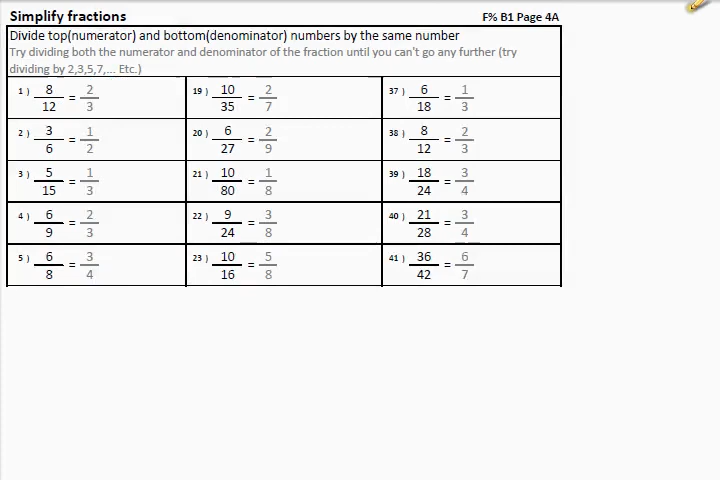 Simplify fractions F% B1 Page 4A
Divide top(numerator) and bottom(denominator) numbers by the same number
Try dividing both the numerator and denominator of the fraction until you can't go any further (try
dividing by 2,3,5,7,... Etc.)
1 ) 8/12 = 2/3 19 ) 10/35 = 2/7 37 ) 6/18 = 1/3
2 ) 3/6 = 1/2 20 ) 6/27 = 2/9 38 ) 8/12 = 2/3
3 ) 5/15 = 1/3 21 ) 10/80 = 1/8 39 ) 18/24 = 3/4
4 ) 6/9 = 2/3 22 ) 9/24 = 3/8 40 ) 21/28 = 3/4
5 ) 6/8 = 3/4 23 ) 10/16 = 5/8 41 ) 36/42 = 6/7